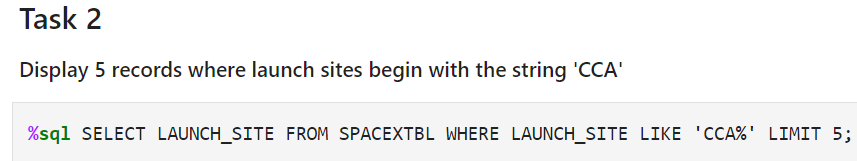 Task 2
Display 5 records where launch sites begin with the string 'CCA'
%sql SELECT LAUNCH_SITE FROM SPACEXTBL WHERE LAUNCH_SITE LIKE 'CCA%' LIMIT 5;